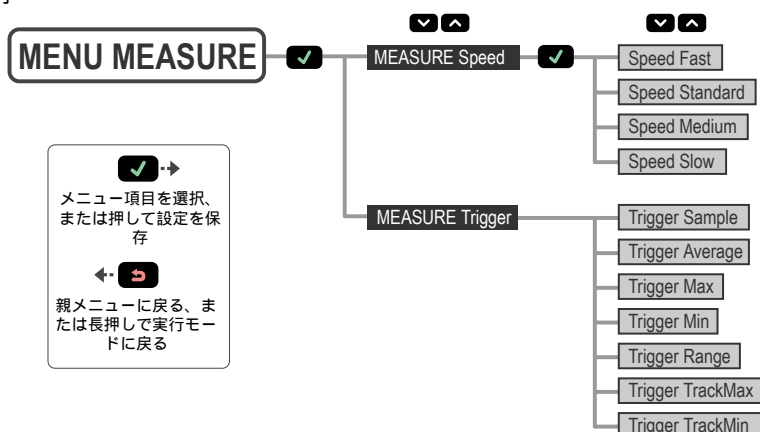 MENU MEASURE
MEASURE Speed
Speed Fast
Speed Standard
Speed Medium
Speed Slow
メニュー項目を選択、
または押して設定を保
存
親メニューに戻る、ま
たは長押しで実行モー
ドに戻る
MEASURE Trigger
Trigger Sample
Trigger Average
Trigger Max
Trigger Min
Trigger Range
Trigger TrackMax
Trigger TrackMin